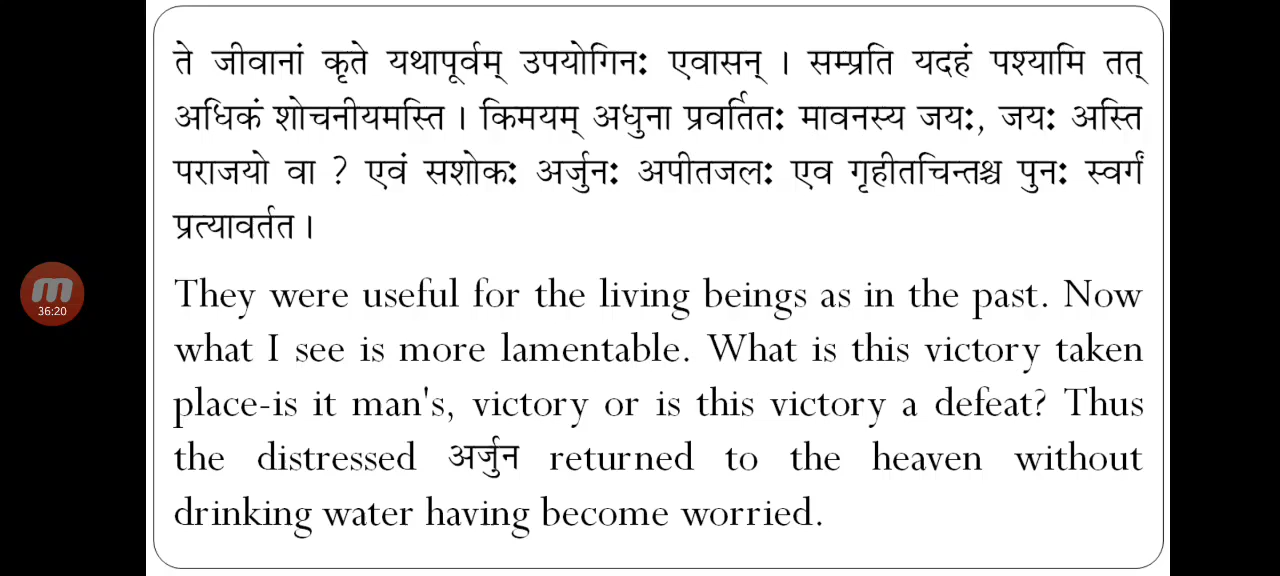 ते जीवानां कृते यथापूर्वम् उपयोगिनः एवासन् । सम्प्रति यदहं पश्यामि तत्
अधिकं शोचनीयमस्ति । किमयम् अधुना प्रवर्तितः मावनस्य जयः, जयः अस्ति
पराजयो वा ? एवं सशोकः अर्जुनः अपीतजलः एव गृहीतचिन्तश्च पुनः स्वर्गं
प्रत्यावर्तत ।
They were useful for the living beings as in the past. Now
what I see is more lamentable. What is this victory taken
place-is it man's, victory or is this victory a defeat? Thus
the distressed अर्जुन returned to the heaven without
drinking water having become worried.
36:20